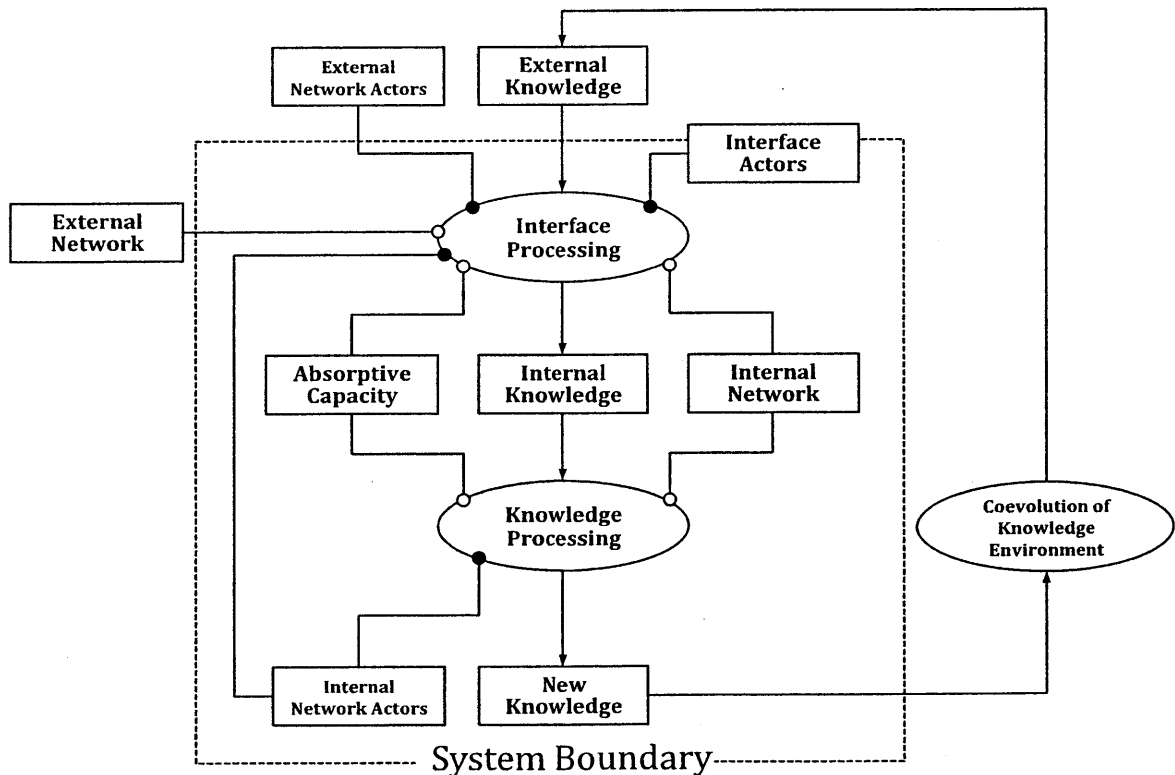 External
Network Actors
External
Knowledge
Interface
Actors
External
Network
Interface
Processing
Absorptive
Capacity
Internal
Knowledge
Internal
Network
Knowledge
Processing
Coevolution of
Knowledge
Environment
Internal
Network Actors
New
Knowledge
System Boundary